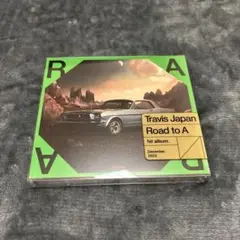 R A
Travis Japan
Road to A
1st album.
December
2023
A R